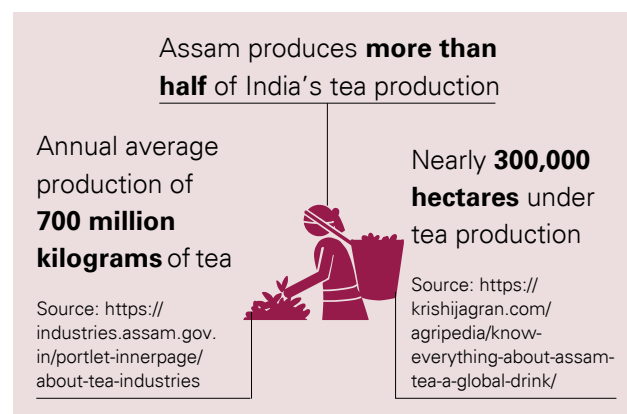 Assam produces more than
half of India's tea production
Annual average
production of
700 million
kilograms of tea
Source: https://
industries.assam.gov.
in/portlet-innerpage/
about-tea-industries
Nearly 300,000
hectares under
tea production
Source: https://
krishijagran.com/
agripedia/know-
everything-about-assam-
tea-a-global-drink/